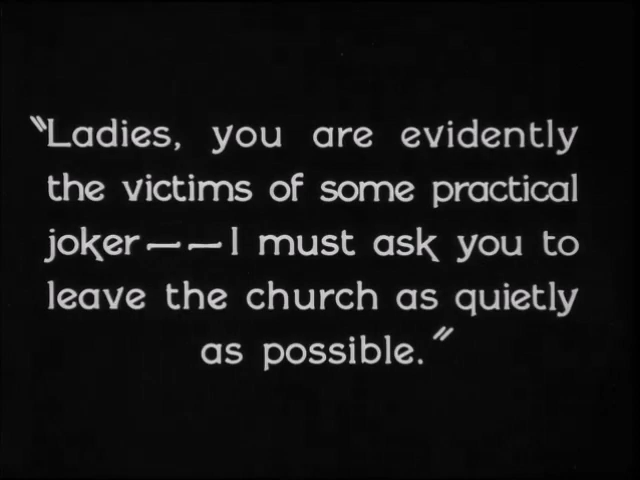 "Ladies, you are evidently
the victims of some practical
joker——I must ask you to
leave the church as quietly
as possible."